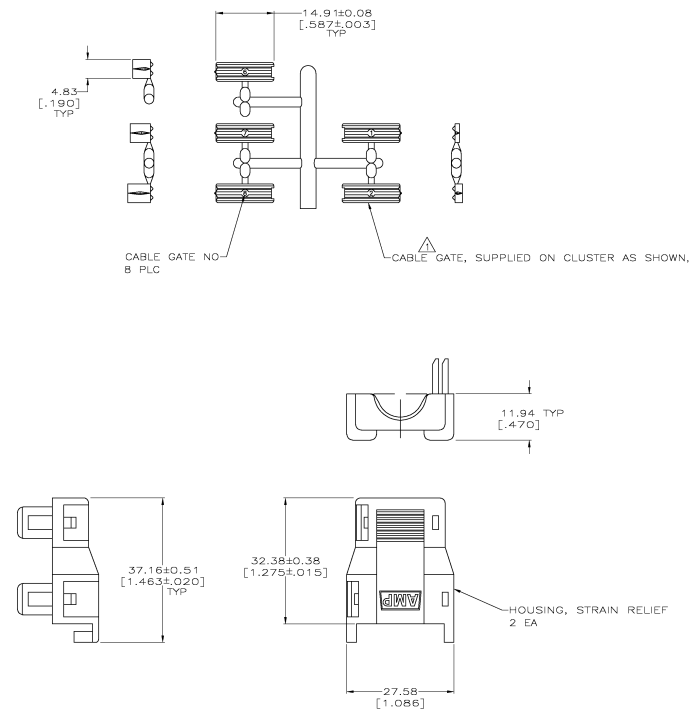 14.91±0.08
[.587±.003]
TYP
4.83
[.190]
TYP
CABLE GATE NO
8 PLC
1
CABLE GATE, SUPPLIED ON CLUSTER AS SHOWN,
11.94 TYP
[.470]
37.16±0.51
[1.463±.020]
TYP
32.38±0.38
[1.275±.015]
AMP
HOUSING, STRAIN RELIEF
2 EA
27.58
[1.086]